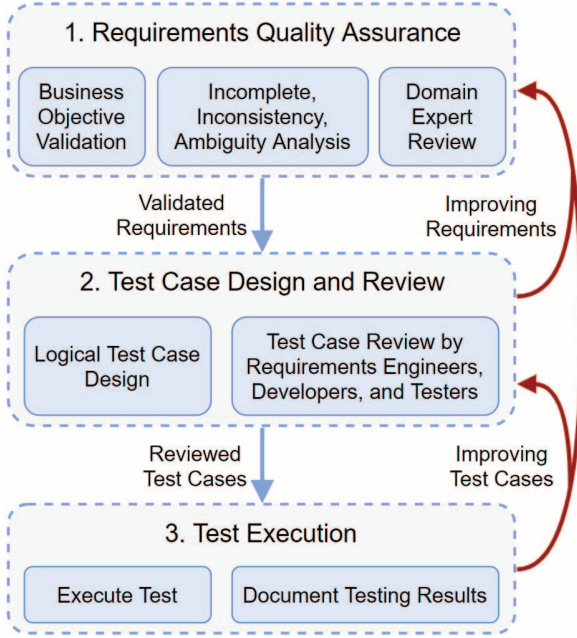 1. Requirements Quality Assurance
Business
Objective
Validation
Incomplete,
Inconsistency,
Ambiguity Analysis
Domain
Expert
Review
Validated
Requirements
Improving
Requirements
2. Test Case Design and Review
Logical Test Case
Design
Test Case Review by
Requirements Engineers,
Developers, and Testers
Reviewed
Test Cases
Improving
Test Cases
3. Test Execution
Execute Test
Document Testing Results